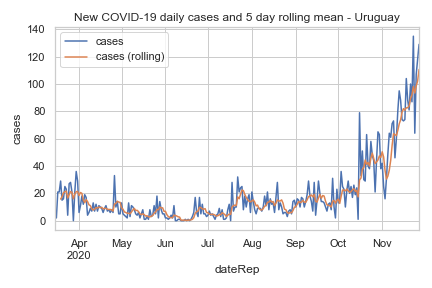 New COVID-19 daily cases and 5 day rolling mean - Uruguay
cases
cases (rolling)
140
120
100
80
60
40
20
0
cases
Apr
2020
May
Jun
Jul
Aug
Sep
Oct
Nov
dateRep